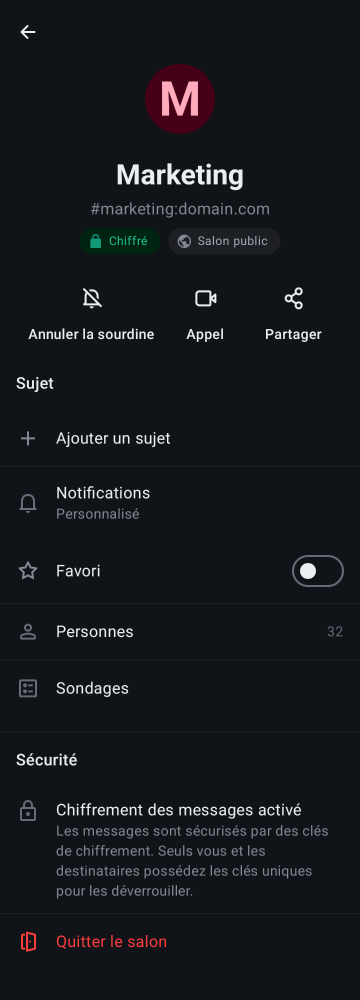 M
Marketing
#marketing:domain.com
Chiffré
Salon public
Annuler la sourdine
Appel
Partager
Sujet
Ajouter un sujet
Notifications
Personnalisé
Favori
Personnes
32
Sondages
Sécurité
Chiffrement des messages activé
Les messages sont sécurisés par des clés
de chiffrement. Seuls vous et les
destinataires possédez les clés uniques
pour les déverrouiller.
Quitter le salon